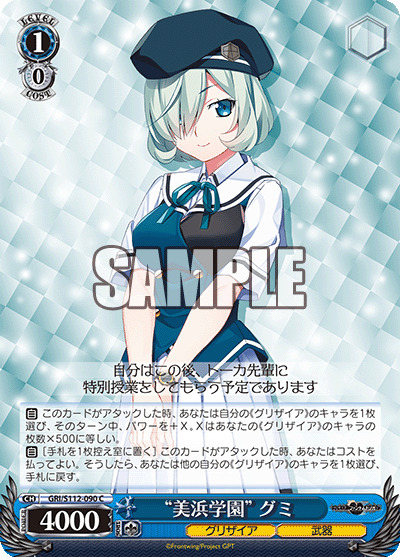 LEVEL
1
0
COST
SAMPLE
自分はこの後、トーカ先輩に
特別授業をしてもらう予定であります
自 このカードがアタックした時、あなたは自分の《グリザイア》のキャラを1枚
選び、そのターン中、パワーを+X。Xはあなたの《グリザイア》のキャラの
枚数×500に等しい。
自 [手札を1枚控室に置く] このカードがアタックした時、あなたはコストを
払ってよい。そうしたら、あなたは他の自分の《グリザイア》のキャラを1枚選び、
手札に戻す。
CH GRI/S112-090 C
4000
“美浜学園” グミ
グリザイア
武器
©Frontwing/Project GPT